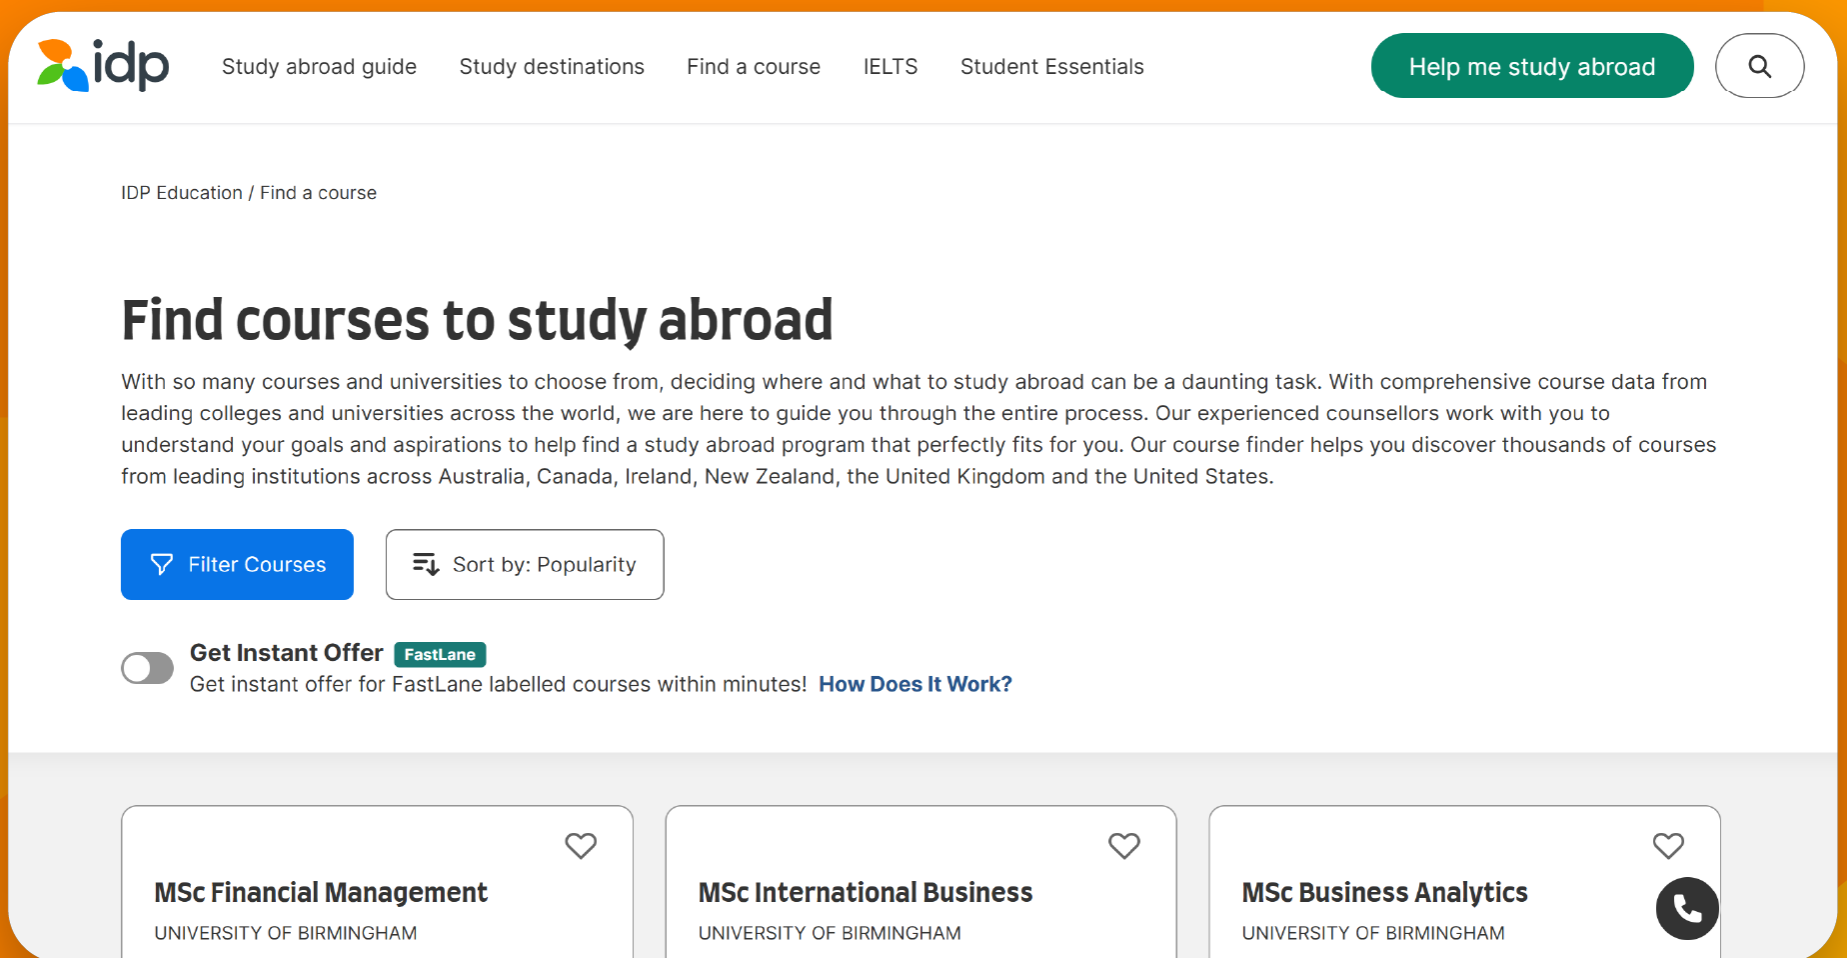 idp
Study abroad guide
Study destinations
Find a course
IELTS
Student Essentials
Help me study abroad
IDP Education / Find a course
Find courses to study abroad
With so many courses and universities to choose from, deciding where and what to study abroad can be a daunting task. With comprehensive course data from
leading colleges and universities across the world, we are here to guide you through the entire process. Our experienced counsellors work with you to
understand your goals and aspirations to help find a study abroad program that perfectly fits for you. Our course finder helps you discover thousands of courses
from leading institutions across Australia, Canada, Ireland, New Zealand, the United Kingdom and the United States.
Filter Courses
Sort by: Popularity
Get Instant Offer FastLane
Get instant offer for FastLane labelled courses within minutes! How Does It Work?
MSc Financial Management
UNIVERSITY OF BIRMINGHAM
MSc International Business
UNIVERSITY OF BIRMINGHAM
MSc Business Analytics
UNIVERSITY OF BIRMINGHAM